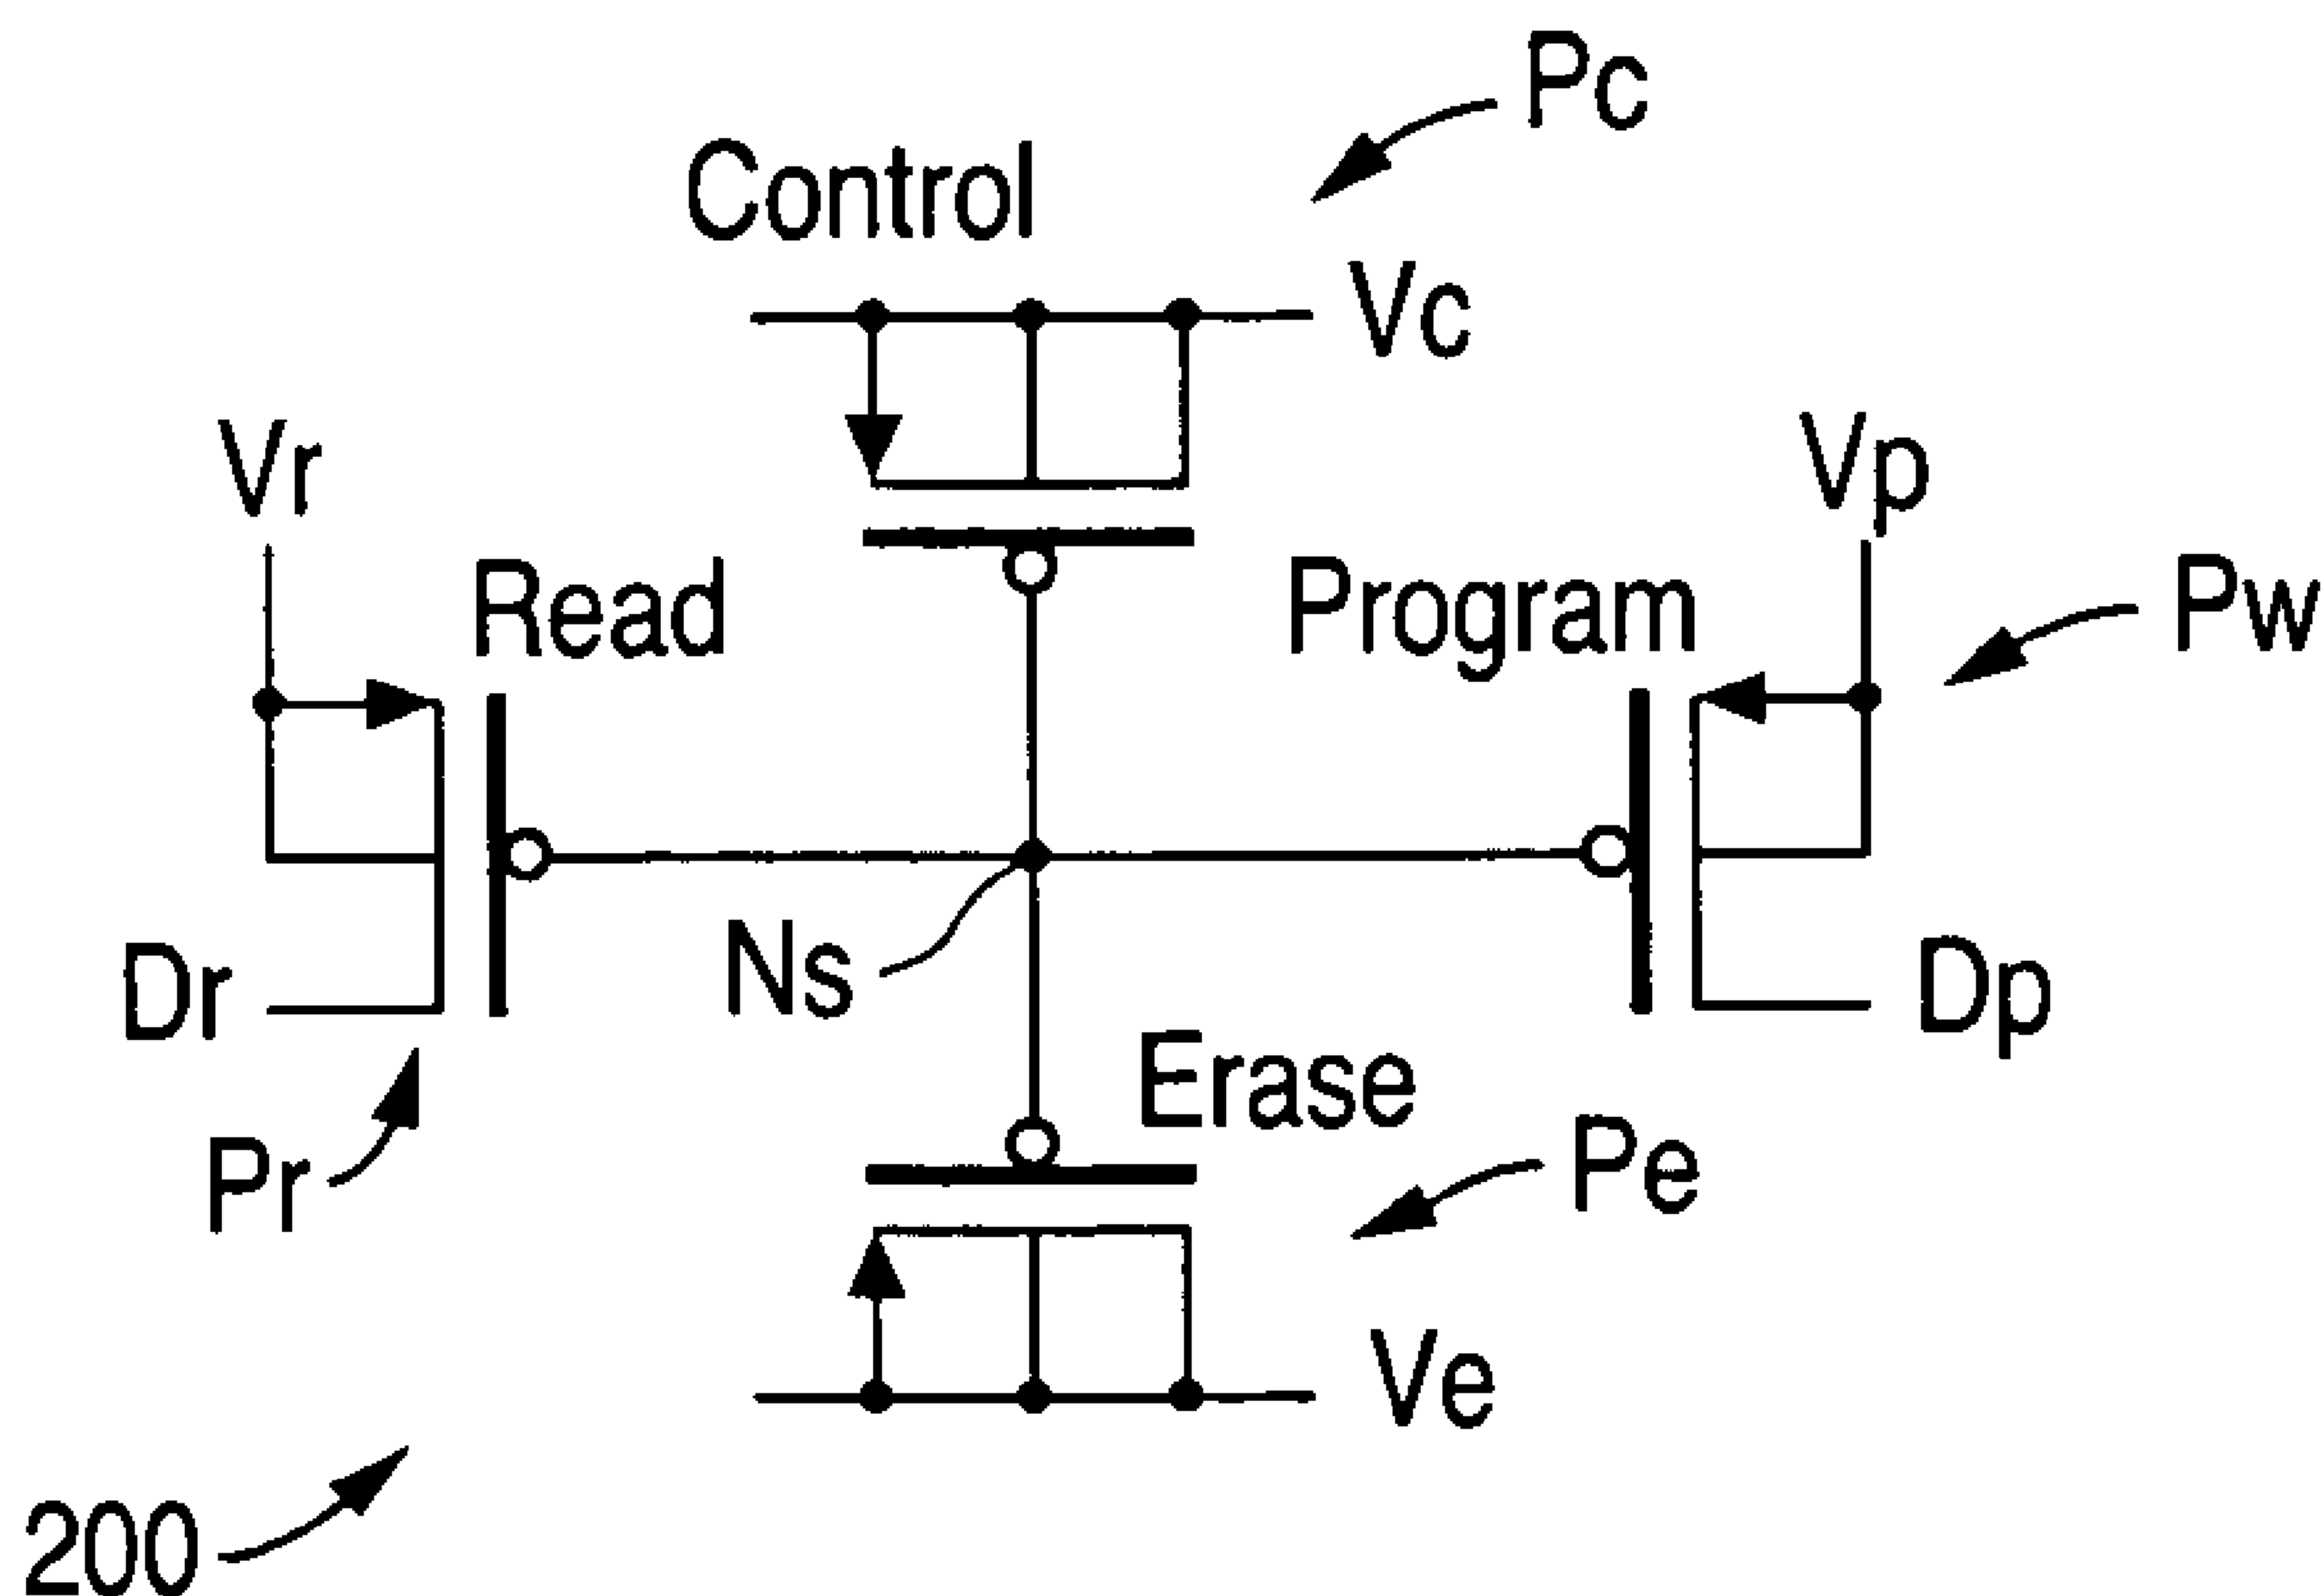 Pc
Control
Vc
Vr
Vp
Read
Program
Pw
Ns
Dr
Dp
Erase
Pr
Pe
Ve
200